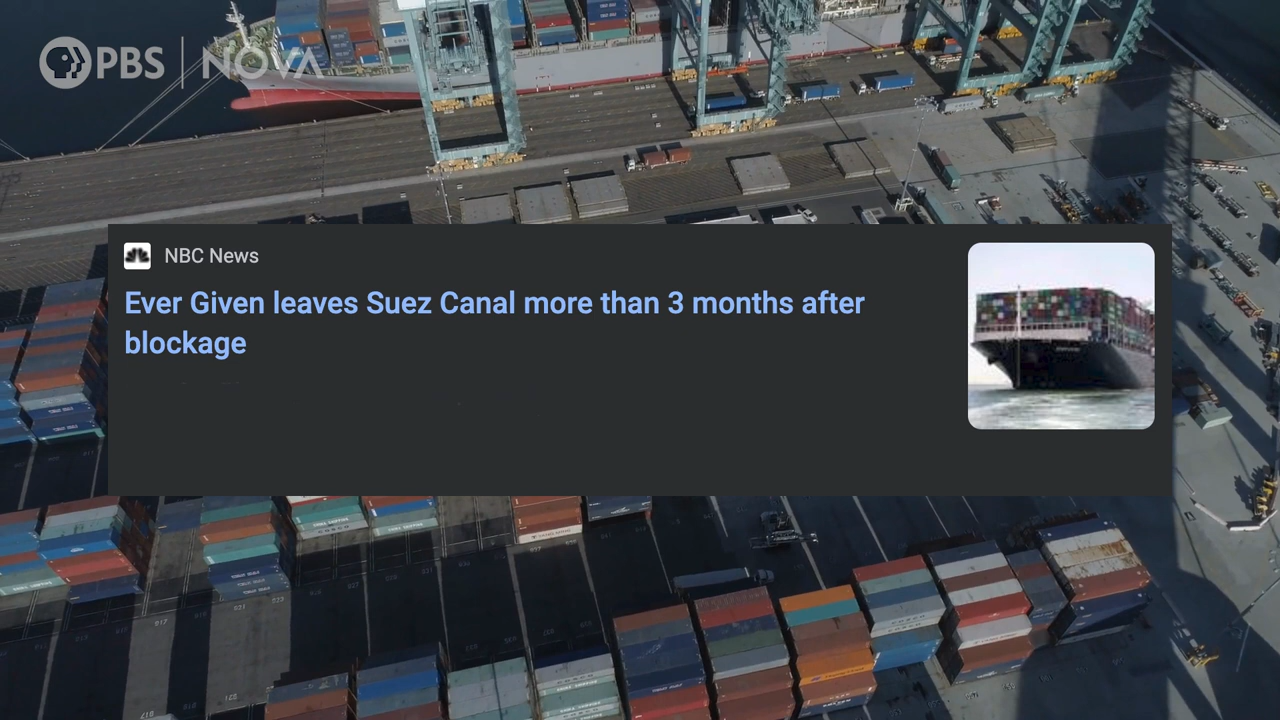 PBS NOVA
NBC News
Ever Given leaves Suez Canal more than 3 months after
blockage